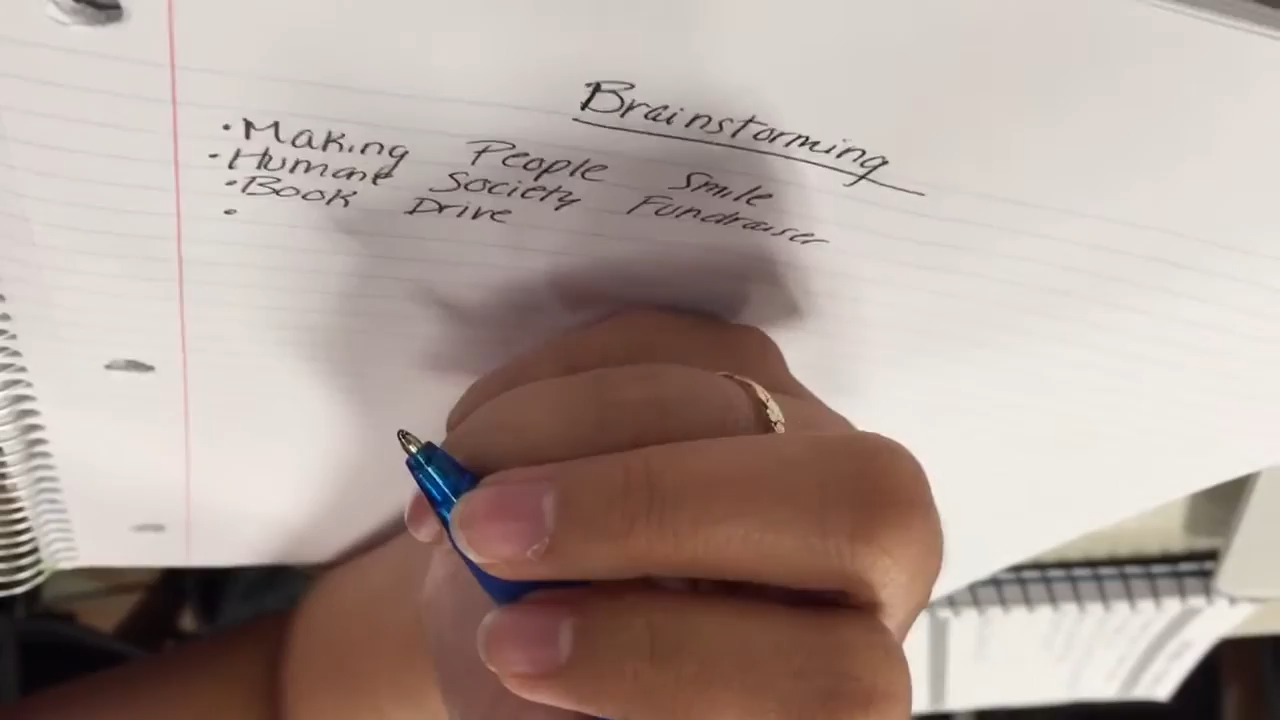 Brainstorming
• Making People Smile
• Humane Society Fundraiser
• Book Drive
•